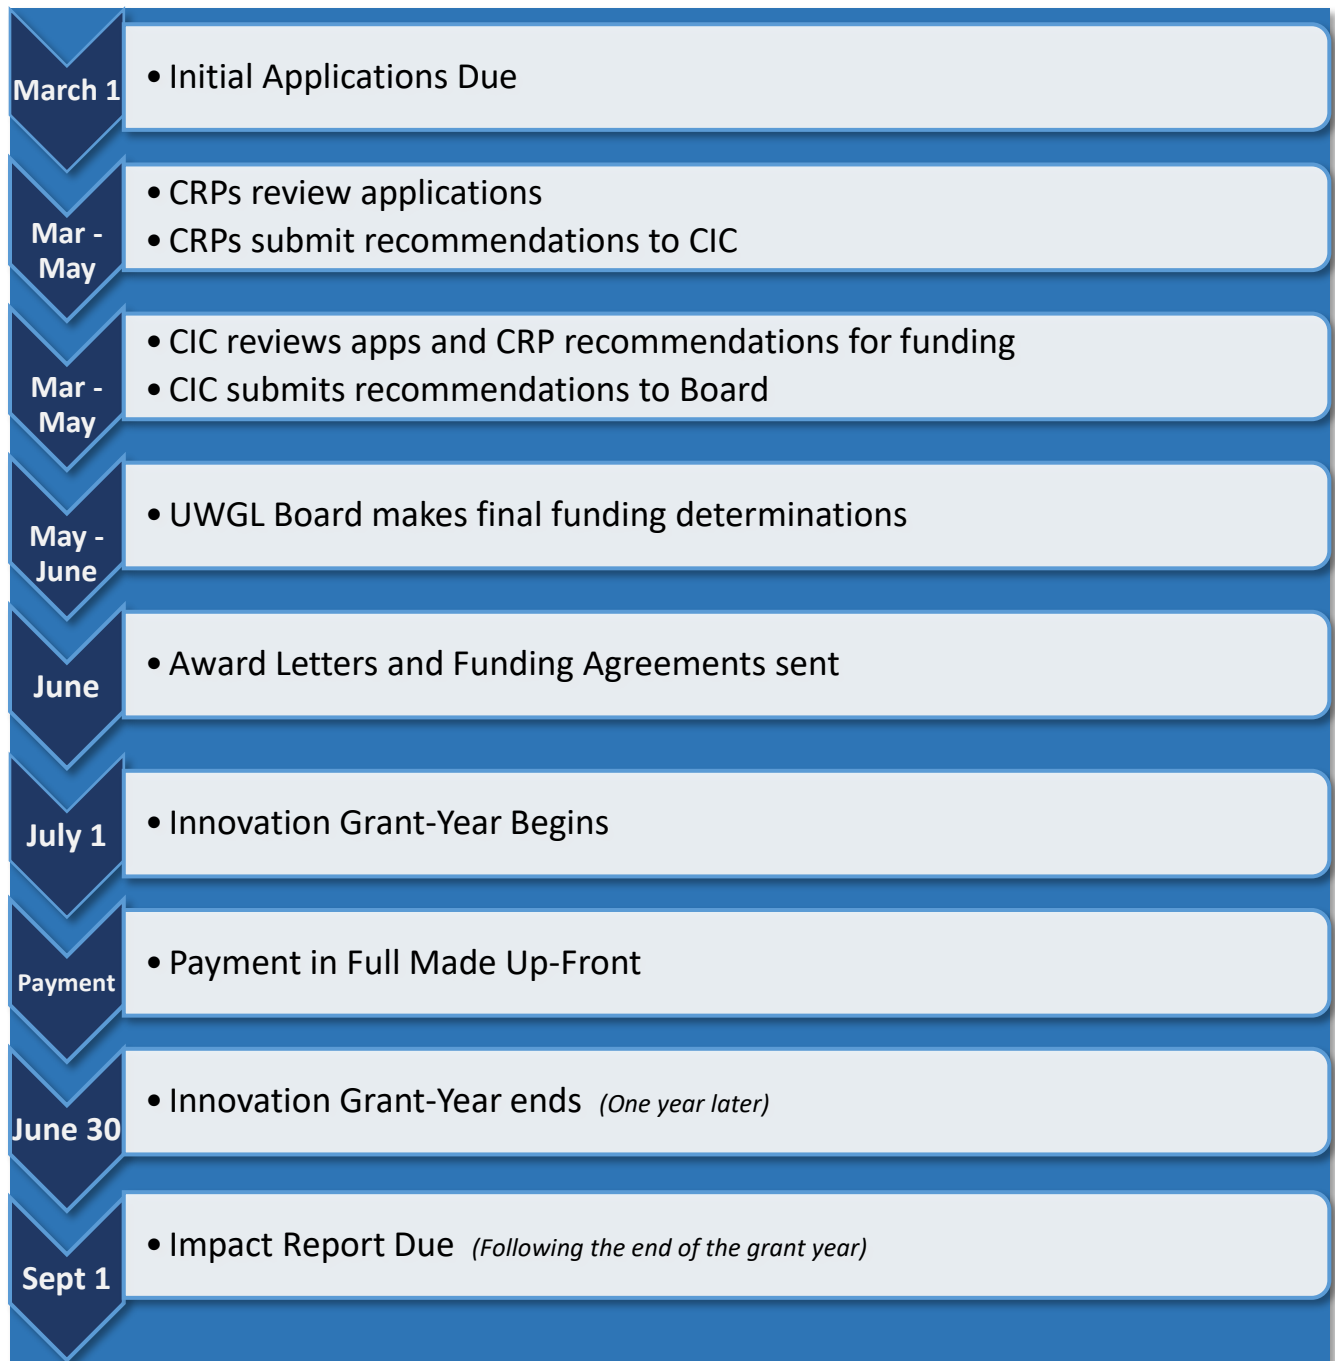 March 1
• Initial Applications Due
Mar -
May
• CRPs review applications
• CRPs submit recommendations to CIC
Mar -
May
• CIC reviews apps and CRP recommendations for funding
• CIC submits recommendations to Board
May -
June
• UWGL Board makes final funding determinations
June
• Award Letters and Funding Agreements sent
July 1
• Innovation Grant-Year Begins
Payment
• Payment in Full Made Up-Front
June 30
• Innovation Grant-Year ends (One year later)
Sept 1
• Impact Report Due (Following the end of the grant year)